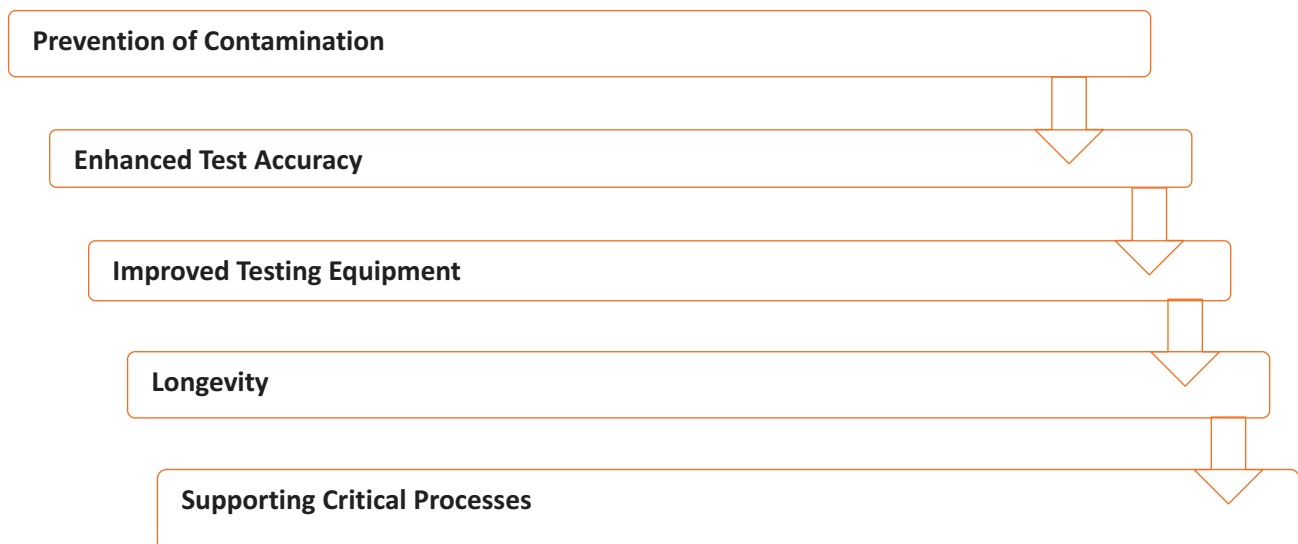 Prevention of Contamination
Enhanced Test Accuracy
Improved Testing Equipment
Longevity
Supporting Critical Processes